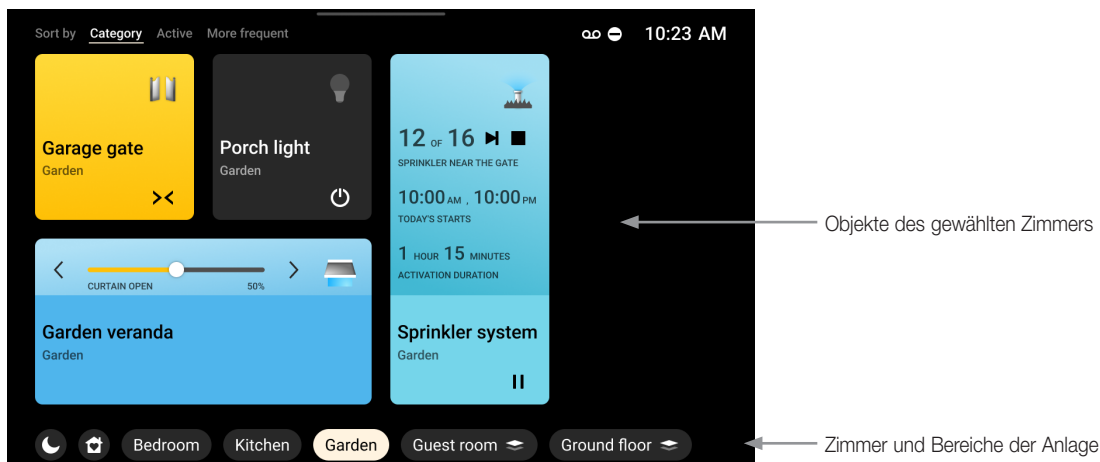 Sort by Category Active More frequent
10:23 AM
Garage gate
Garden
Porch light
Garden
12 OF 16
SPRINKLER NEAR THE GATE
10:00 AM , 10:00 PM
TODAY'S STARTS
1 HOUR 15 MINUTES
ACTIVATION DURATION
Sprinkler system
Garden
CURTAIN OPEN 50%
Garden veranda
Garden
Objekte des gewählten Zimmers
Bedroom Kitchen Garden Guest room Ground floor
Zimmer und Bereiche der Anlage